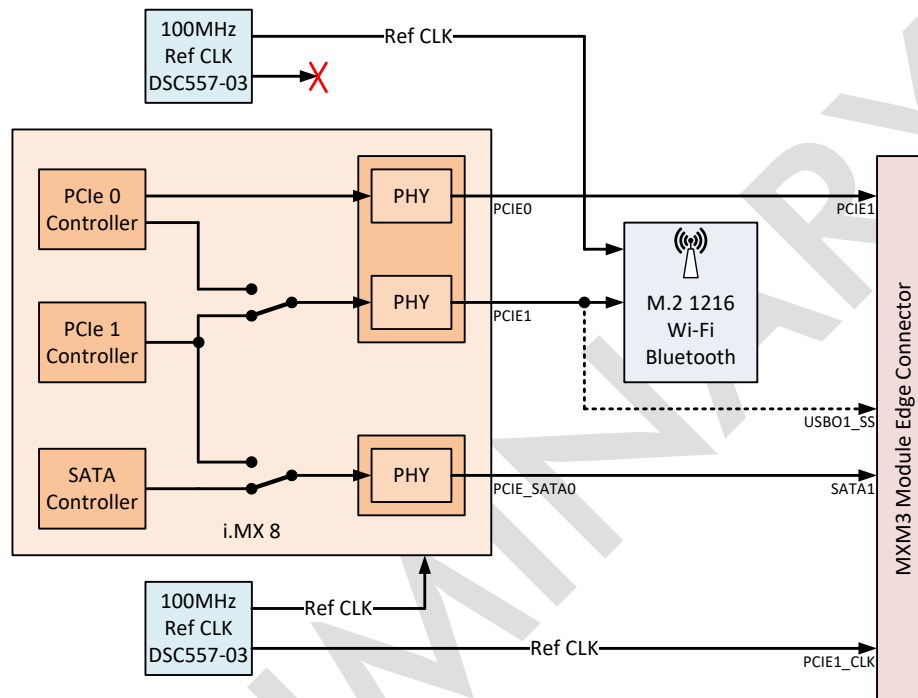 100MHz
Ref CLK
DSC557-03
Ref CLK
PCIe 0
Controller
PHY
PCIE0
PCIE1
PCIe 1
Controller
PHY
PCIE1
M.2 1216
Wi-Fi
Bluetooth
USBO1_SS
SATA
Controller
PHY
PCIE_SATA0
SATA1
i.MX 8
MXM3 Module Edge Connector
100MHz
Ref CLK
DSC557-03
Ref CLK
Ref CLK
PCIE1_CLK
MINARY